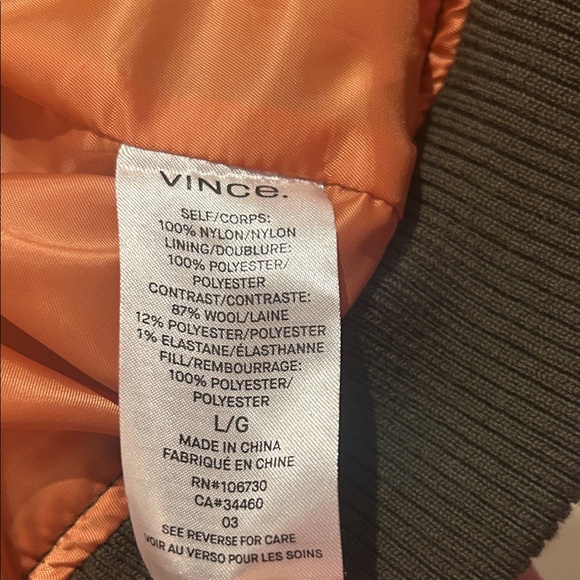 VINCe.
SELF/CORPS:
100% NYLON/NYLON
LINING/DOUBLURE:
100% POLYESTER/
POLYESTER
CONTRAST/CONTRASTE:
87% WOOL/LAINE
12% POLYESTER/POLYESTER
1% ELASTANE/ÉLASTHANNE
FILL/REMBOURRAGE:
100% POLYESTER/
POLYESTER
L/G
MADE IN CHINA
FABRIQUÉ EN CHINE
RN#106730
CA#34460
03
SEE REVERSE FOR CARE
VOIR AU VERSO POUR LES SOINS